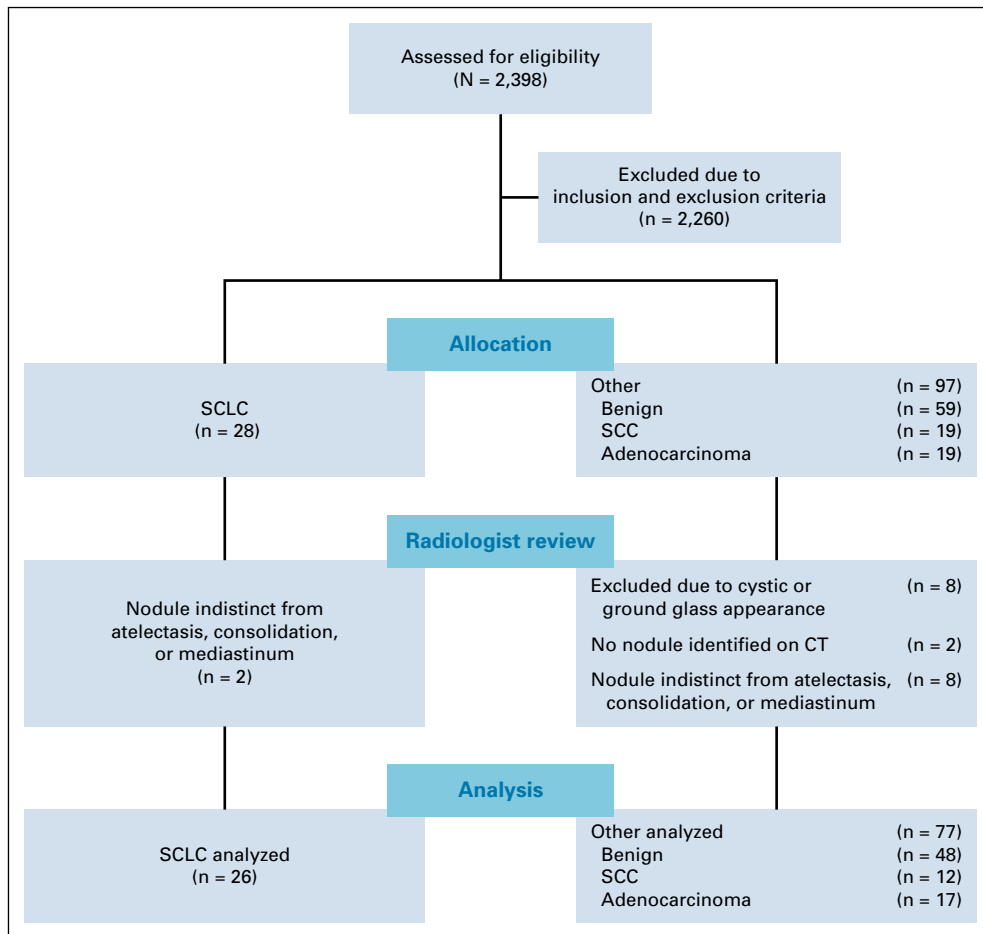 Assessed for eligibility
(N = 2,398)
Excluded due to
inclusion and exclusion criteria
(n = 2,260)
Allocation
SCLC
(n = 28)
Other (n = 97)
Benign (n = 59)
SCC (n = 19)
Adenocarcinoma (n = 19)
Radiologist review
Nodule indistinct from
atelectasis, consolidation,
or mediastinum
(n = 2)
Excluded due to cystic or (n = 8)
ground glass appearance
No nodule identified on CT (n = 2)
Nodule indistinct from atelectasis, (n = 8)
consolidation, or mediastinum
Analysis
SCLC analyzed
(n = 26)
Other analyzed (n = 77)
Benign (n = 48)
SCC (n = 12)
Adenocarcinoma (n = 17)